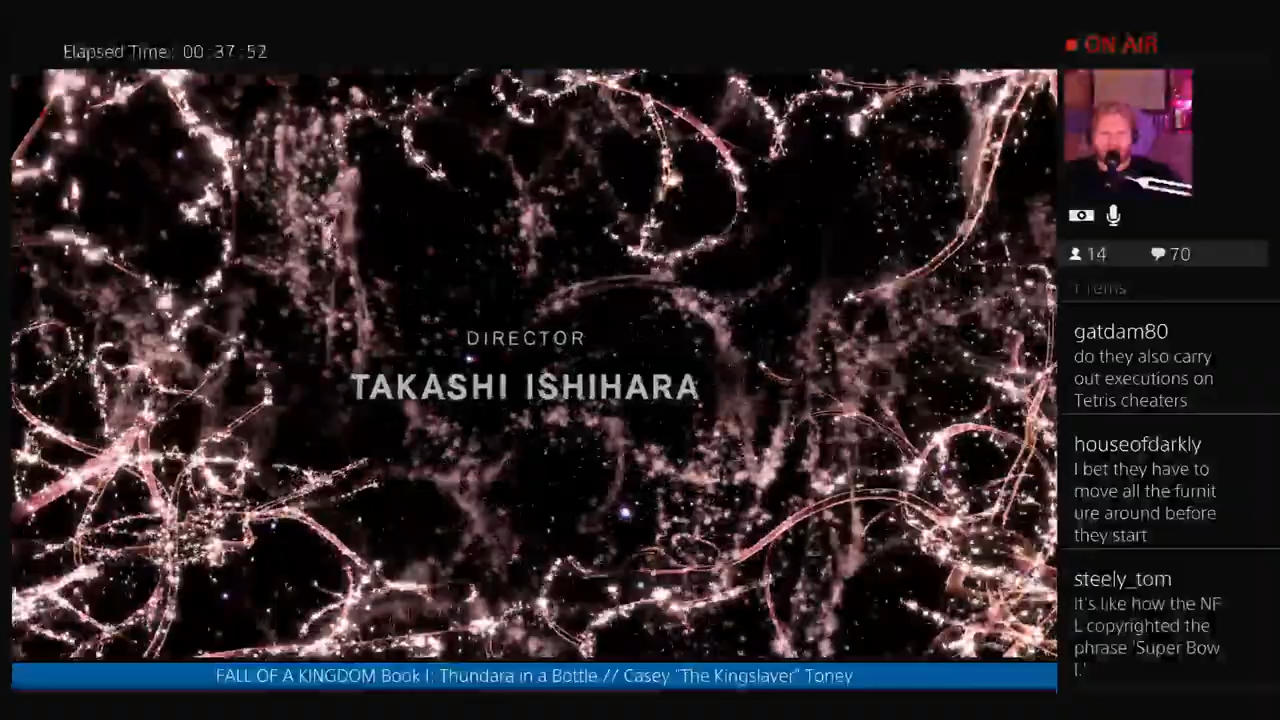 Elapsed Time: 00:37:52
ON AIR
14 70
DIRECTOR
TAKASHI ISHIHARA
gatdam80
do they also carry
out executions on
Tetris cheaters
houseofdarkly
I bet they have to
move all the furnit
ure around before
they start
steely_tom
It's like how the NF
L copyrighted the
phrase 'Super Bow
l.'
FALL OF A KINGDOM Book I: Thundara in a Bottle // Casey "The Kingslayer" Toney